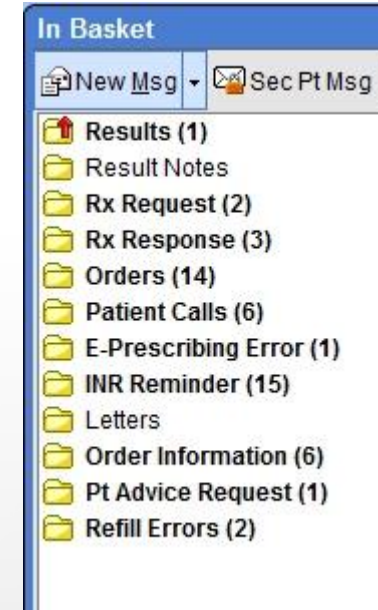 In Basket
New Msg Sec Pt Msg
Results (1)
Result Notes
Rx Request (2)
Rx Response (3)
Orders (14)
Patient Calls (6)
E-Prescribing Error (1)
INR Reminder (15)
Letters
Order Information (6)
Pt Advice Request (1)
Refill Errors (2)